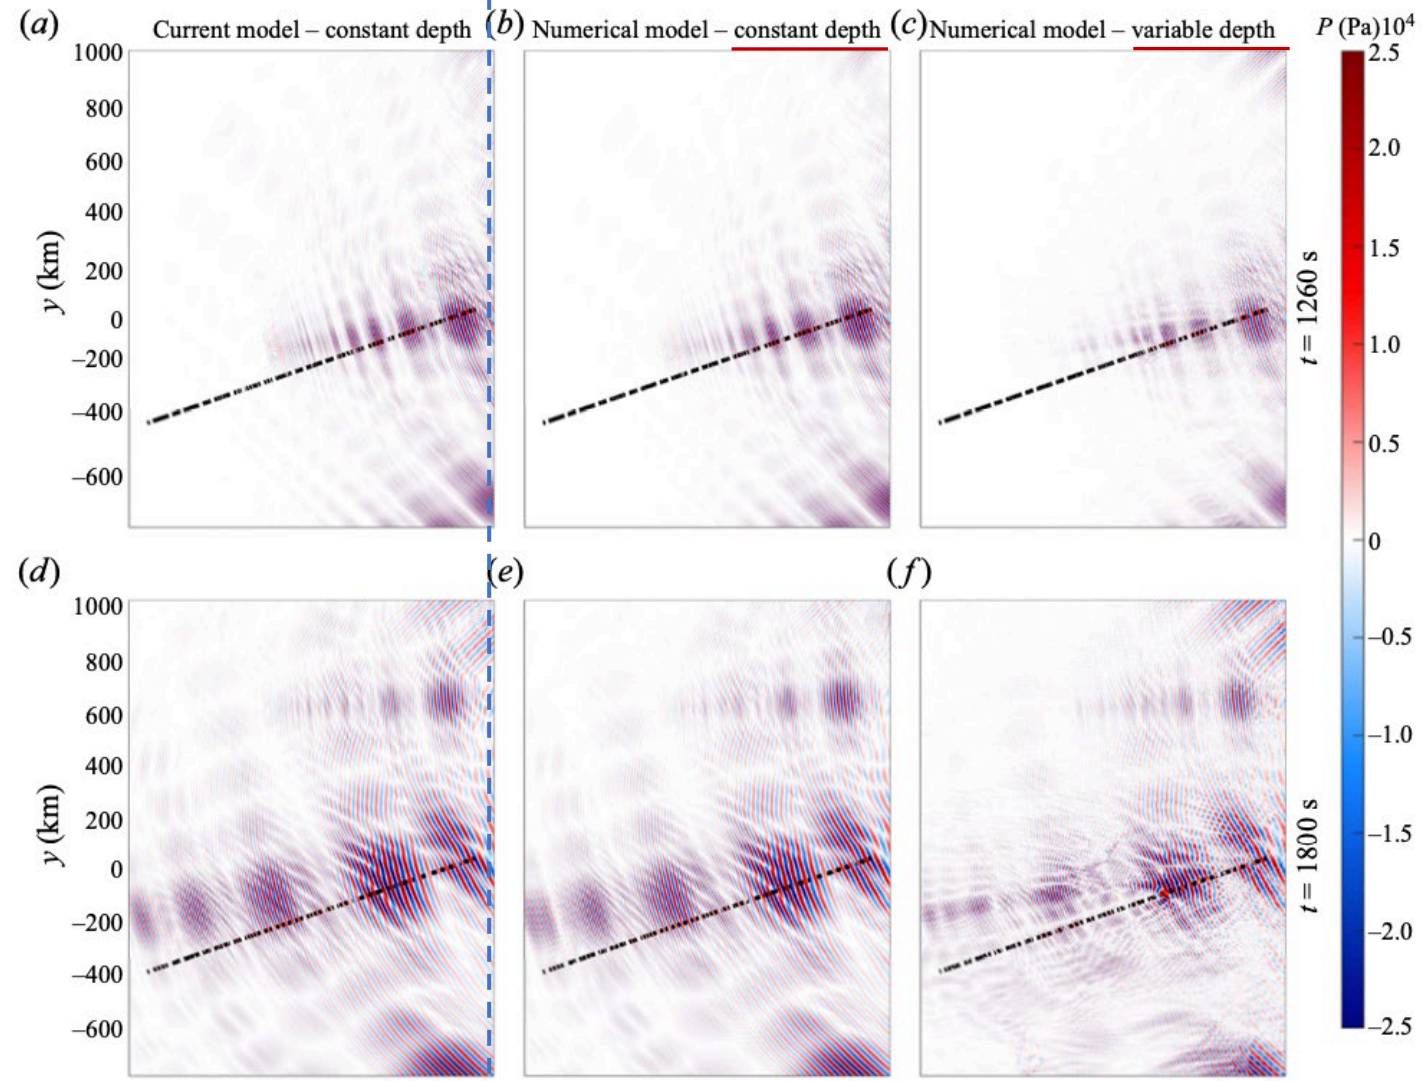 (a) Current model – constant depth
(b) Numerical model – constant depth
(c) Numerical model – variable depth
P (Pa)10⁴
1000
800
600
400
200
0
–200
–400
–600
y (km)
t = 1260 s
2.5
2.0
1.5
1.0
0.5
0
–0.5
–1.0
–1.5
–2.0
–2.5
(d)
(e)
(f)
1000
800
600
400
200
0
–200
–400
–600
y (km)
t = 1800 s